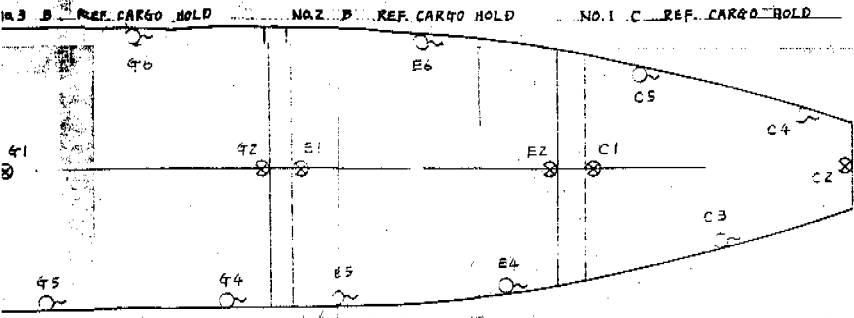 NO.3 B REF. CARGO HOLD NO.2 B REF. CARGO HOLD NO.1 C REF. CARGO HOLD
G6 E6 C5
C4
G1 G2 E1 E2 C1 C2
C3
G5 G4 E5 E4